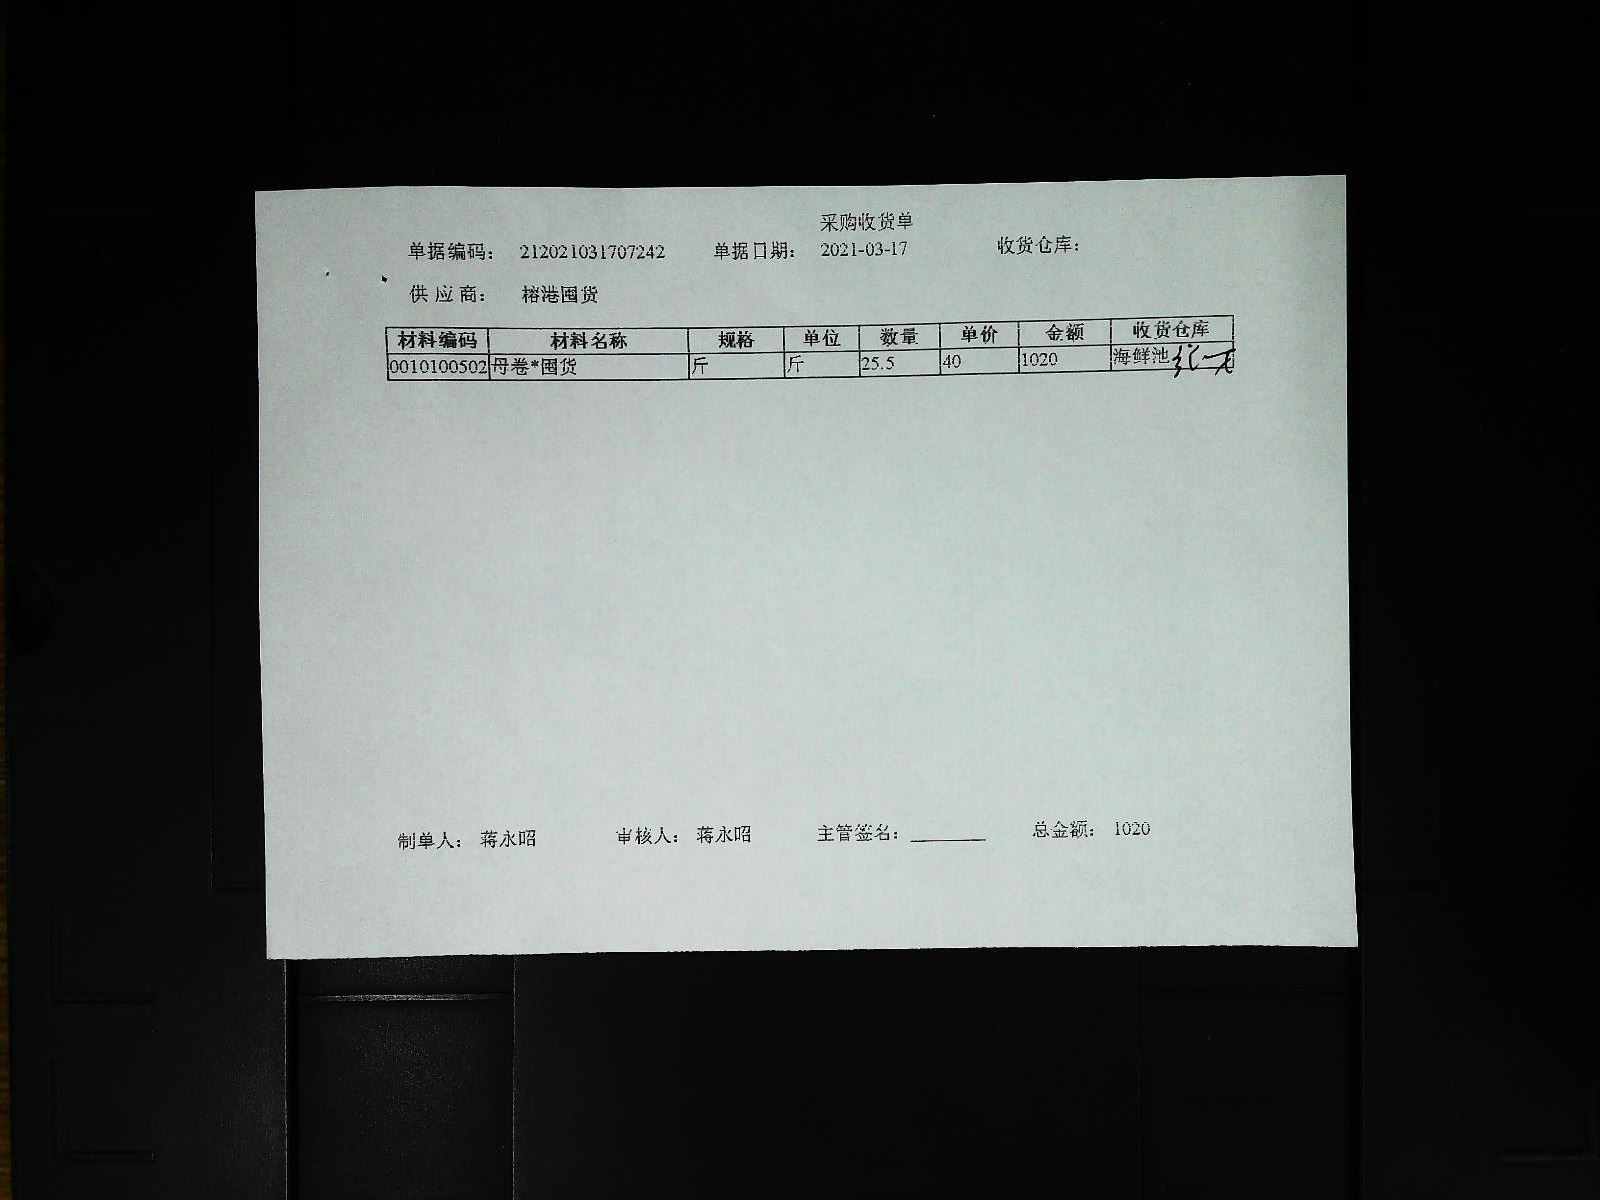 采购收货单
单据编码： 212021031707242 单据日期： 2021-03-17 收货仓库：
供 应 商： 榕港囤货
材料编码 材料名称 规格 单位 数量 单价 金额 收货仓库
0010100502 母卷*囤货 斤 斤 25.5 40 1020 海鲜池
制单人： 蒋永昭 审核人： 蒋永昭 主管签名： 总金额： 1020